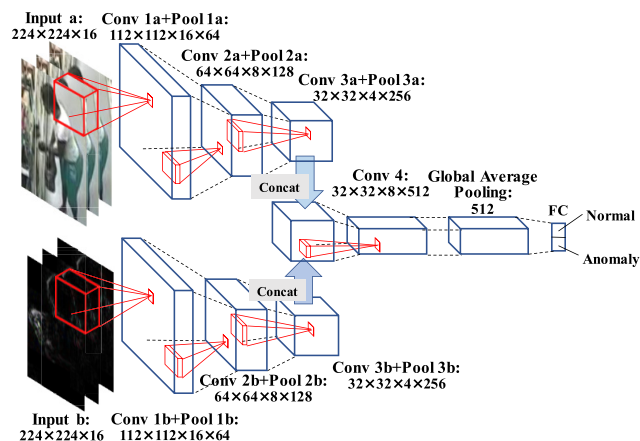 Input a:
224×224×16
Conv 1a+Pool 1a:
112×112×16×64
Conv 2a+Pool 2a:
64×64×8×128
Conv 3a+Pool 3a:
32×32×4×256
Concat
Conv 4:
32×32×8×512
Global Average
Pooling:
512
FC
Normal
Anomaly
Concat
Conv 3b+Pool 3b:
32×32×4×256
Conv 2b+Pool 2b:
64×64×8×128
Input b:
224×224×16
Conv 1b+Pool 1b:
112×112×16×64